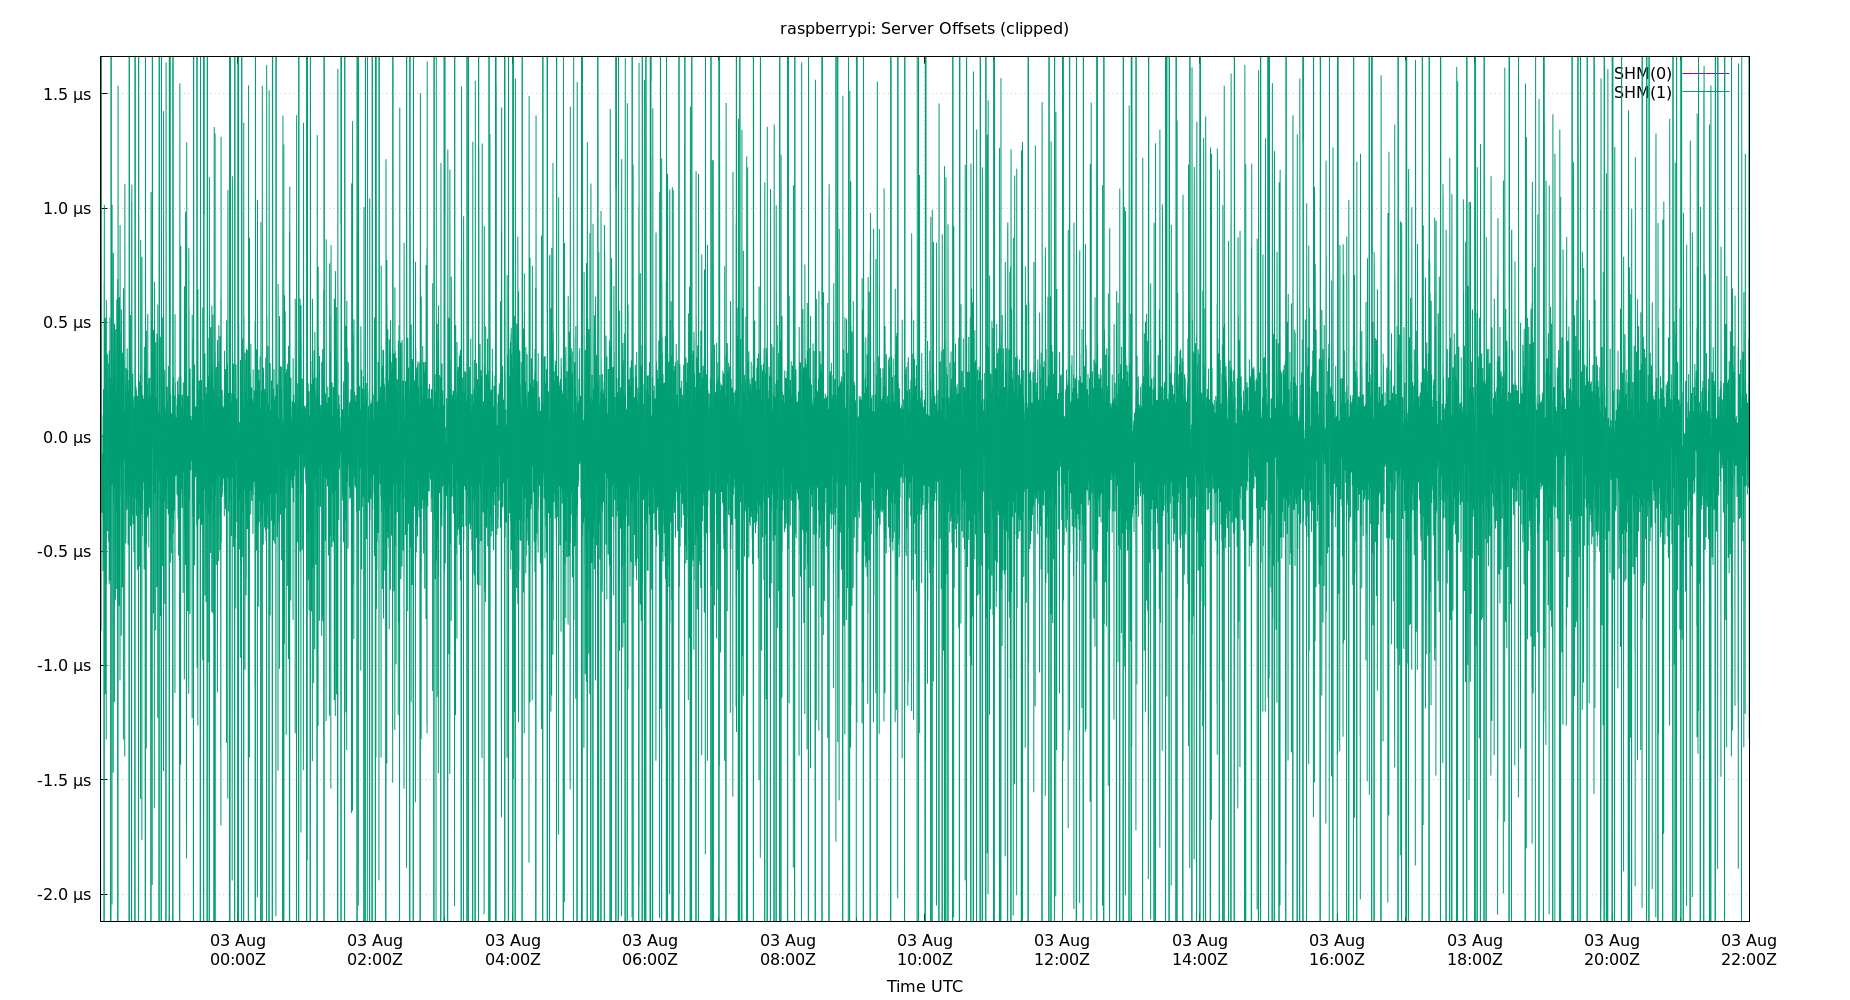 raspberrypi: Server Offsets (clipped)
SHM(0)
SHM(1)
1.5 µs
1.0 µs
0.5 µs
0.0 µs
-0.5 µs
-1.0 µs
-1.5 µs
-2.0 µs
03 Aug 03 Aug 03 Aug 03 Aug 03 Aug 03 Aug 03 Aug 03 Aug 03 Aug 03 Aug 03 Aug 03 Aug
00:00Z 02:00Z 04:00Z 06:00Z 08:00Z 10:00Z 12:00Z 14:00Z 16:00Z 18:00Z 20:00Z 22:00Z
Time UTC